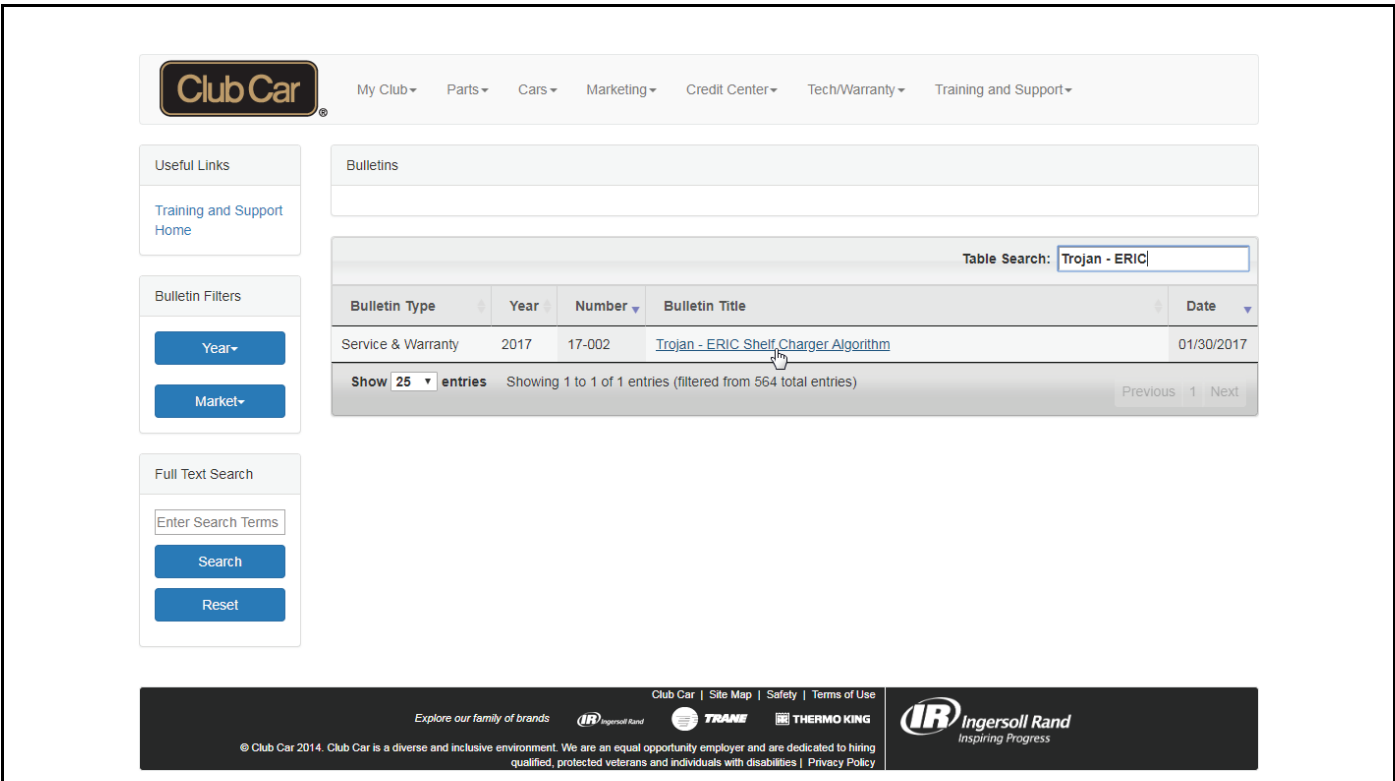 Club Car ®
My Club Parts Cars Marketing Credit Center Tech/Warranty Training and Support
Useful Links
Training and Support
Home
Bulletin Filters
Year
Market
Full Text Search
Enter Search Terms
Search
Reset
Bulletins
Table Search: Trojan - ERIC
Bulletin Type Year Number Bulletin Title Date
Service & Warranty 2017 17-002 Trojan - ERIC Shelf Charger Algorithm 01/30/2017
Show 25 entries Showing 1 to 1 of 1 entries (filtered from 564 total entries)
Previous 1 Next
Club Car | Site Map | Safety | Terms of Use
Explore our family of brands IR Ingersoll Rand TRANE THERMO KING
© Club Car 2014. Club Car is a diverse and inclusive environment. We are an equal opportunity employer and are dedicated to hiring
qualified, protected veterans and individuals with disabilities | Privacy Policy
IR Ingersoll Rand
Inspiring Progress